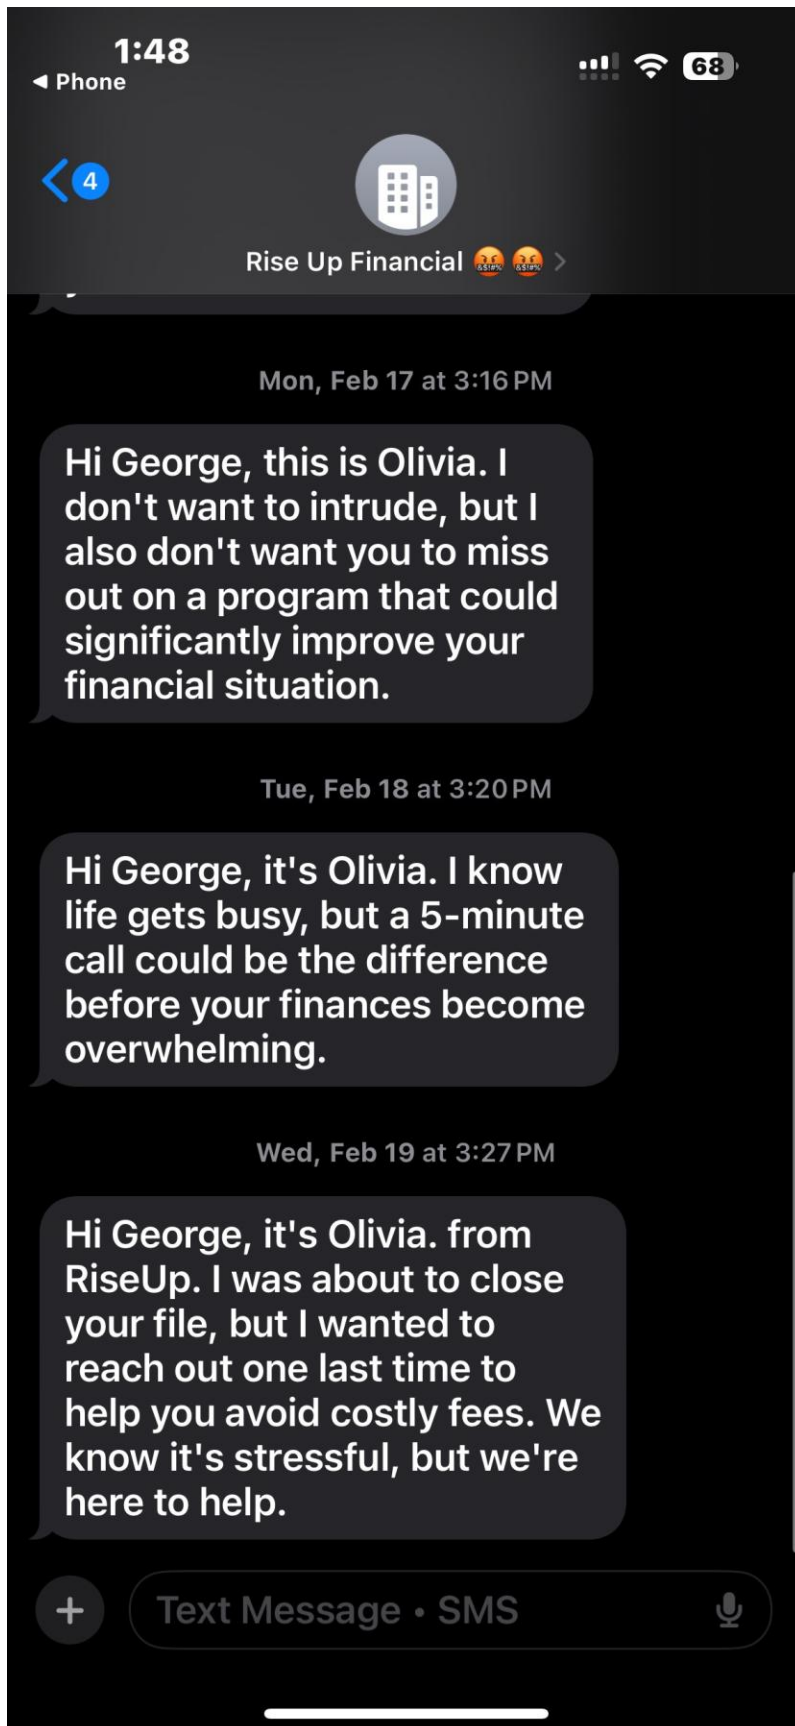 1:48
◀ Phone
68
4
Rise Up Financial 🤬 🤬 >
Mon, Feb 17 at 3:16 PM
Hi George, this is Olivia. I
don't want to intrude, but I
also don't want you to miss
out on a program that could
significantly improve your
financial situation.
Tue, Feb 18 at 3:20 PM
Hi George, it's Olivia. I know
life gets busy, but a 5-minute
call could be the difference
before your finances become
overwhelming.
Wed, Feb 19 at 3:27 PM
Hi George, it's Olivia. from
RiseUp. I was about to close
your file, but I wanted to
reach out one last time to
help you avoid costly fees. We
know it's stressful, but we're
here to help.
Text Message • SMS